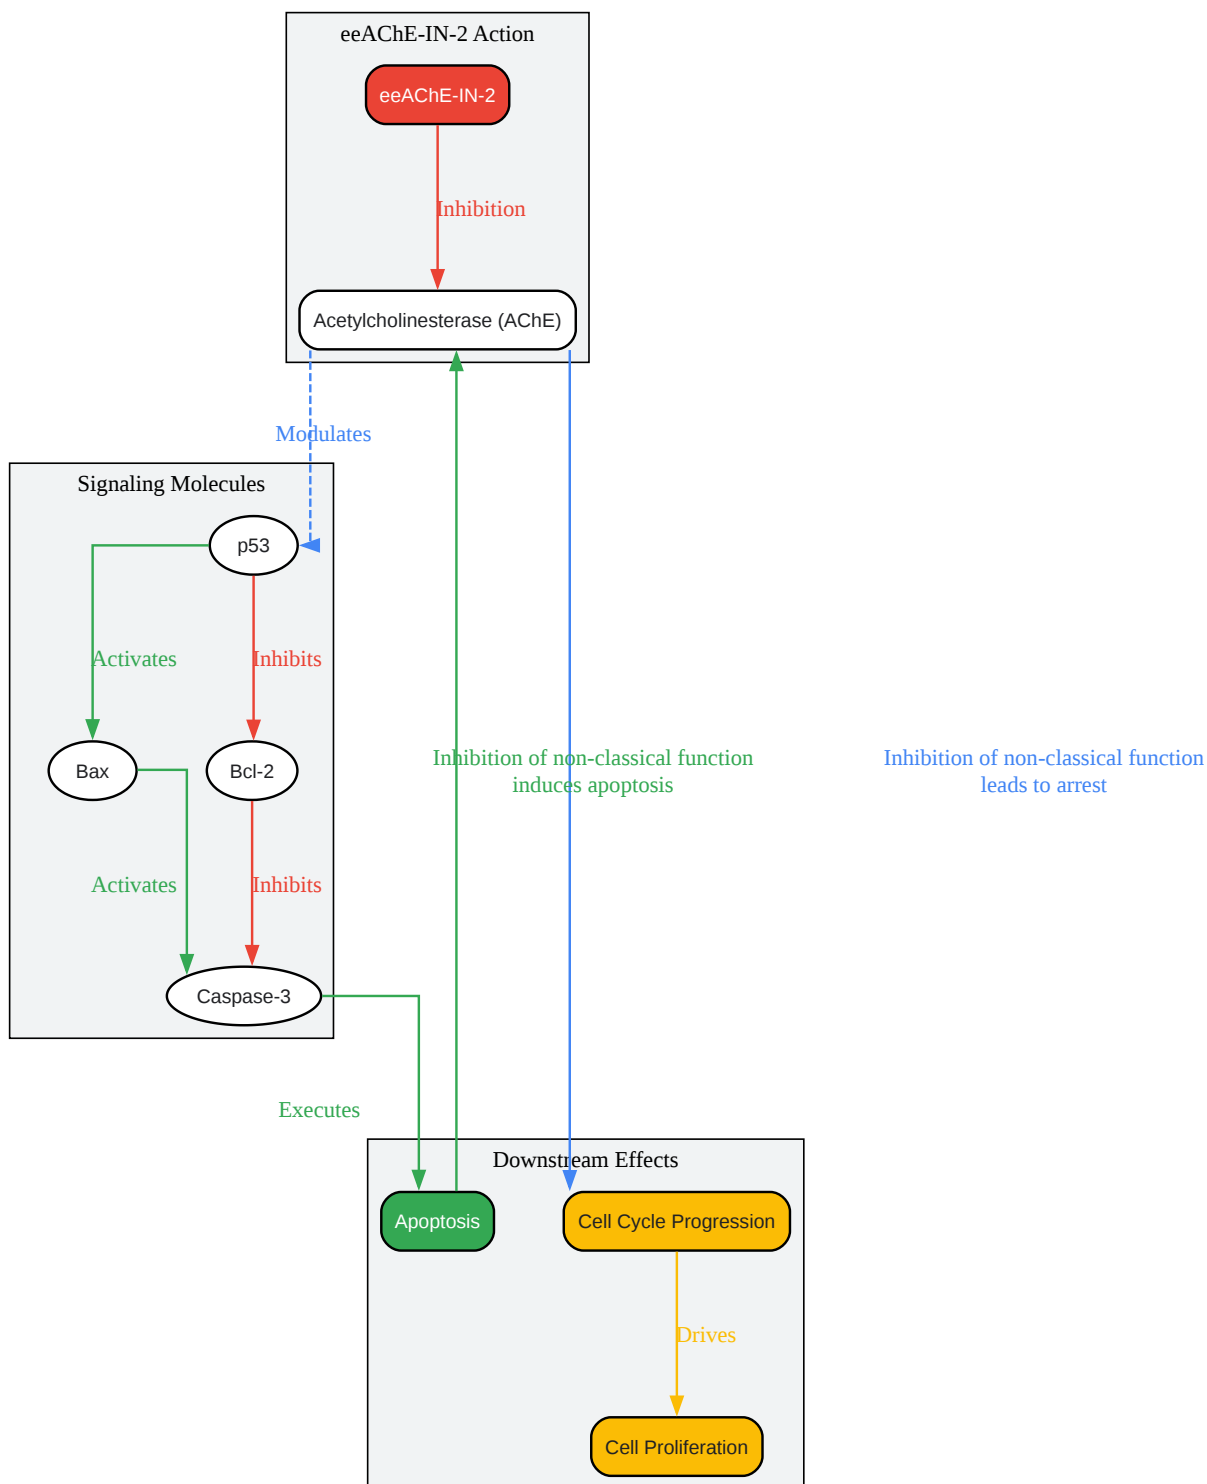 eeAChE-IN-2 Action
eeAChE-IN-2
Inhibition
Acetylcholinesterase (AChE)
Modulates
Signaling Molecules
p53
Activates
Inhibits
Bax
Bcl-2
Inhibition of non-classical function
induces apoptosis
Inhibition of non-classical function
leads to arrest
Activates
Inhibits
Caspase-3
Executes
Downstream Effects
Apoptosis
Cell Cycle Progression
Drives
Cell Proliferation